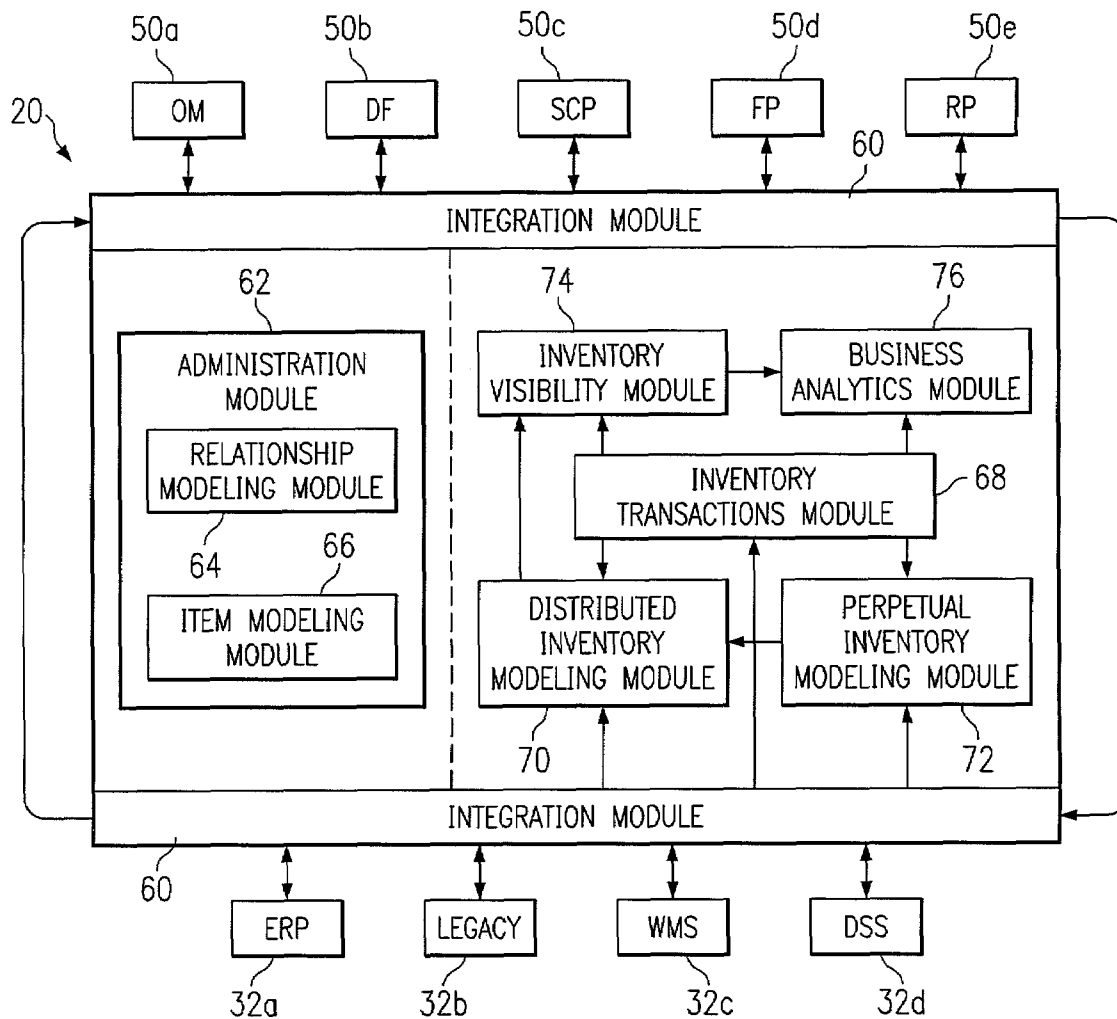 50a
50b
50c
50d
50e
20
OM
DF
SCP
FP
RP
60
INTEGRATION MODULE
62
74
76
ADMINISTRATION
MODULE
INVENTORY
VISIBILITY MODULE
BUSINESS
ANALYTICS MODULE
RELATIONSHIP
MODELING MODULE
64
INVENTORY
TRANSACTIONS MODULE
68
66
ITEM MODELING
MODULE
DISTRIBUTED
INVENTORY
MODELING MODULE
PERPETUAL
INVENTORY
MODELING MODULE
70
72
INTEGRATION MODULE
60
ERP
LEGACY
WMS
DSS
32a
32b
32c
32d